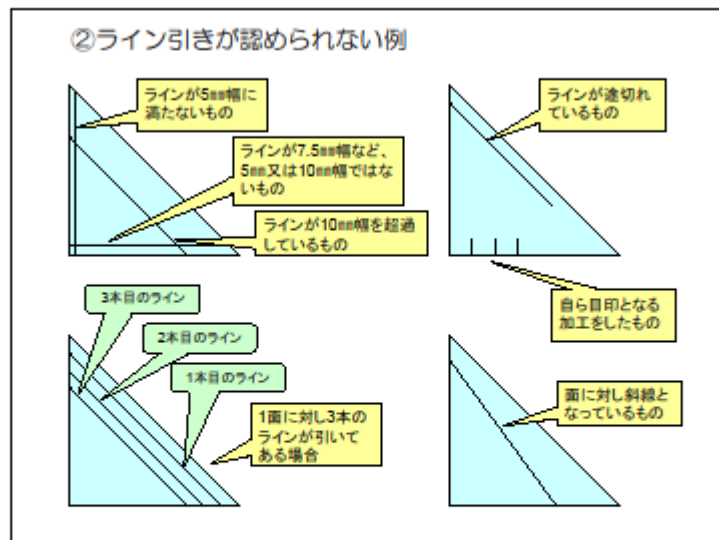 ②ライン引きが認められない例
ラインが5㎜幅に
満たないもの
ラインが7.5㎜幅など、
5㎜又は10㎜幅ではな
いもの
ラインが10㎜幅を超過
しているもの
ラインが途切れ
ているもの
自ら目印となる
加工をしたもの
3本目のライン
2本目のライン
1本目のライン
1面に対し3本の
ラインが引いて
ある場合
面に対し斜線と
なっているもの